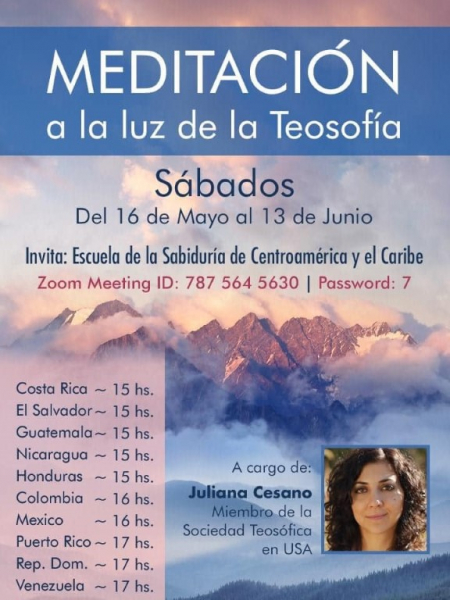 MEDITACIÓN
a la luz de la Teosofía
Sábados
Del 16 de Mayo al 13 de Junio
Invita: Escuela de la Sabiduría de Centroamérica y el Caribe
Zoom Meeting ID: 787 564 5630 | Password: 7
Costa Rica ~ 15 hs.
El Salvador ~ 15 hs.
Guatemala ~ 15 hs.
Nicaragua ~ 15 hs.
Honduras ~ 15 hs.
Colombia ~ 16 hs.
Mexico ~ 16 hs.
Puerto Rico ~ 17 hs.
Rep. Dom. ~ 17 hs.
Venezuela ~ 17 hs.
A cargo de:
Juliana Cesano
Miembro de la
Sociedad Teosófica
en USA